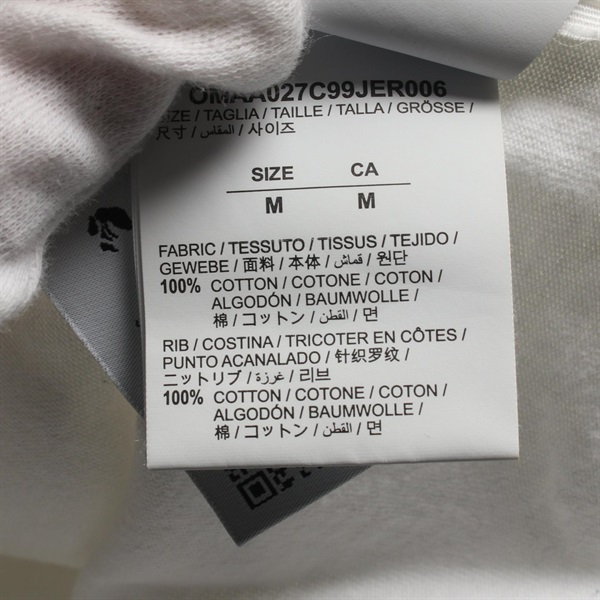 OMAA027C99JER006
SIZE / TAGLIA / TAILLE / TALLA / GRÖSSE /
尺寸 / المقاس / 사이즈
SIZE CA
M M
FABRIC / TESSUTO / TISSUS / TEJIDO /
GEWEBE / 面料 / 本体 / قماش / 원단
100% COTTON / COTONE / COTON /
ALGODÓN / BAUMWOLLE /
棉 / コットン / القطن / 면
RIB / COSTINA / TRICOTER EN CÔTES /
PUNTO ACANALADO / 针织罗纹 /
ニットリブ / غرزة / 리브
100% COTTON / COTONE / COTON /
ALGODÓN / BAUMWOLLE /
棉 / コットン / القطن / 면